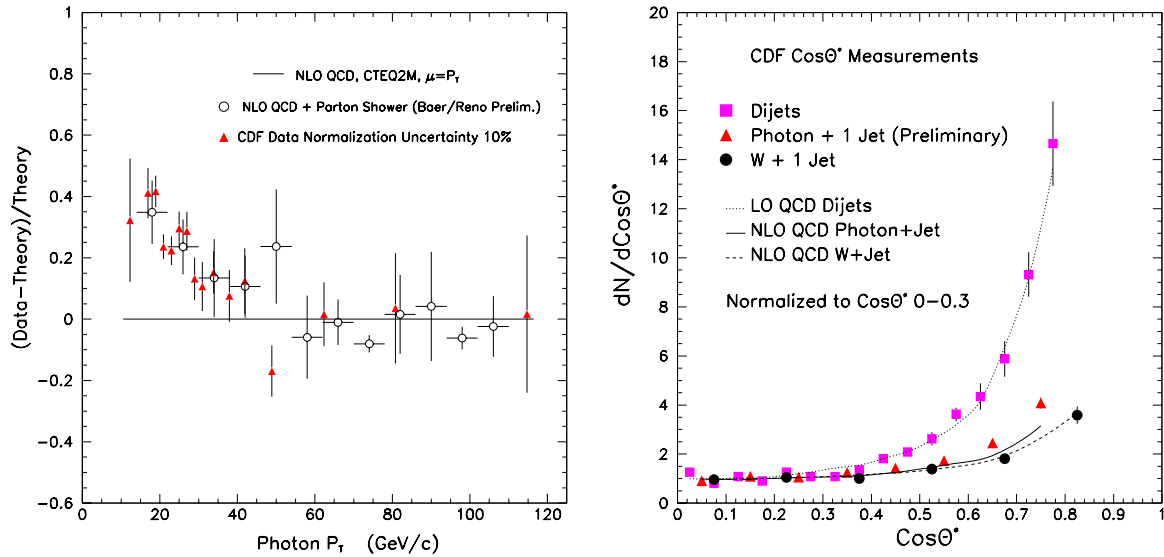 1
0.8
0.6
0.4
0.2
0
−0.2
−0.4
−0.6
0 20 40 60 80 100 120
(Data−Theory)/Theory
Photon P_T (GeV/c)
NLO QCD, CTEQ2M, μ=P_T
NLO QCD + Parton Shower (Baer/Reno Prelim.)
CDF Data Normalization Uncertainty 10%
20
18
16
14
12
10
8
6
4
2
0
0 0.1 0.2 0.3 0.4 0.5 0.6 0.7 0.8 0.9 1
dN/dCosΘ*
CosΘ*
CDF CosΘ* Measurements
Dijets
Photon + 1 Jet (Preliminary)
W + 1 Jet
LO QCD Dijets
NLO QCD Photon+Jet
NLO QCD W+Jet
Normalized to CosΘ* 0−0.3